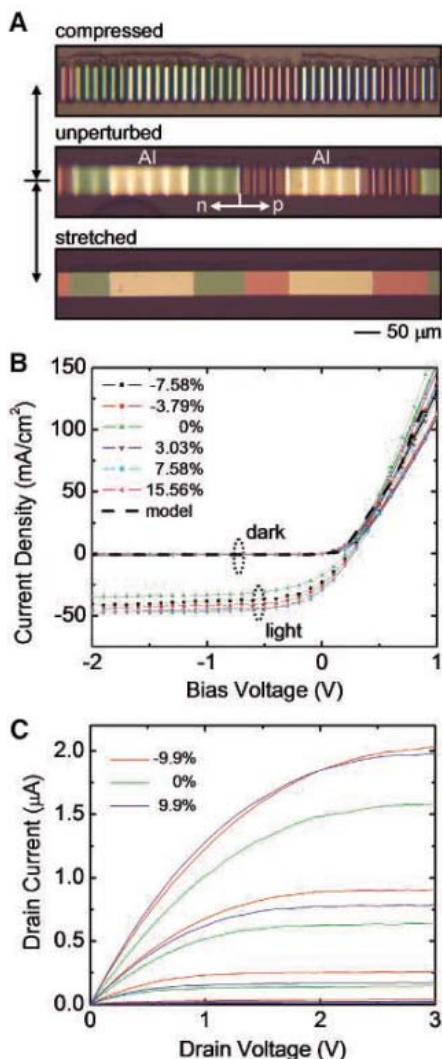 A
compressed
unperturbed
Al
Al
n
p
stretched
50 μm
B
150
100
50
0
-50
Current Density (mA/cm²)
-7.58%
-3.79%
0%
3.03%
7.58%
15.56%
model
dark
light
-2
-1
0
1
Bias Voltage (V)
C
2.0
1.5
1.0
0.5
0.0
Drain Current (μA)
-9.9%
0%
9.9%
0
1
2
3
Drain Voltage (V)